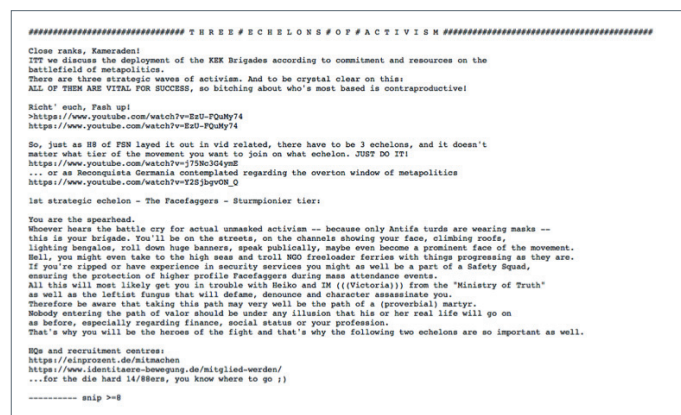 ############################### T H R E E # E C H E L O N S # O F # A C T I V I S M ##########################################
Close ranks, Kameraden!
ITT we discuss the deployment of the KEK Brigades according to commitment and resources on the
battlefield of metapolitics.
There are three strategic waves of activism. And to be crystal clear on this:
ALL OF THEM ARE VITAL FOR SUCCESS, so bitching about who's most based is contraproductive!
Richt' euch, Fash up!
>https://www.youtube.com/watch?v=EzU-FQuMy74
https://www.youtube.com/watch?v=EzU-FQuMy74
So, just as H8 of FSN layed it out in vid related, there have to be 3 echelons, and it doesn't
matter what tier of the movement you want to join on what echelon. JUST DO IT!
https://www.youtube.com/watch?v=j75Nc3G4ymE
... or as Reconquista Germania contemplated regarding the overton window of metapolitics
https://www.youtube.com/watch?v=Y2SjbgvON_Q
1st strategic echelon - The Facefaggers - Sturmpionier tier:
You are the spearhead.
Whoever hears the battle cry for actual unmasked activism -- because only Antifa turds are wearing masks --
this is your brigade. You'll be on the streets, on the channels showing your face, climbing roofs,
lighting bengalos, roll down huge banners, speak publically, maybe even become a prominent face of the movement.
Hell, you might even take to the high seas and troll NGO freeloader ferries with things progressing as they are.
If you're ripped or have experience in security services you might as well be a part of a Safety Squad,
ensuring the protection of higher profile Facefaggers during mass attendance events.
All this will most likely get you in trouble with Heiko and IM (((Victoria))) from the "Ministry of Truth"
as well as the leftist fungus that will defame, denounce and character assassinate you.
Therefore be aware that taking this path may very well be the path of a (proverbial) martyr.
Nobody entering the path of valor should be under any illusion that his or her real life will go on
as before, especially regarding finance, social status or your profession.
That's why you will be the heroes of the fight and that's why the following two echelons are so important as well.
HQs and recruitment centres:
https://einprozent.de/mitmachen
https://www.identitaere-bewegung.de/mitglied-werden/
...for the die hard 14/88ers, you know where to go ;)
---------- snip >=8